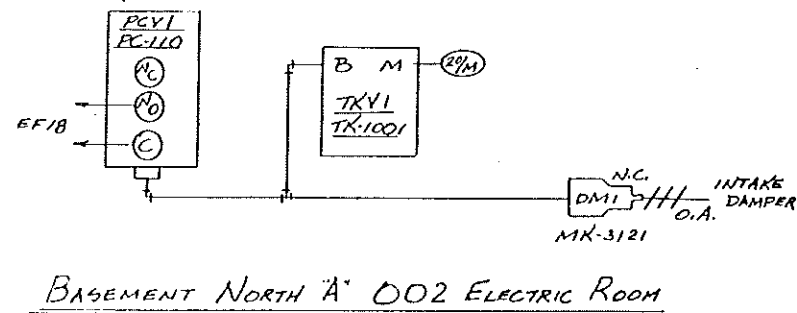 PCV1
PC-110
NC
NO
C
EF18
B M 20/M
TKV1
TK-1001
N.C.
DM1
O.A.
INTAKE
DAMPER
MK-3121
BASEMENT NORTH "A" 002 ELECTRIC ROOM